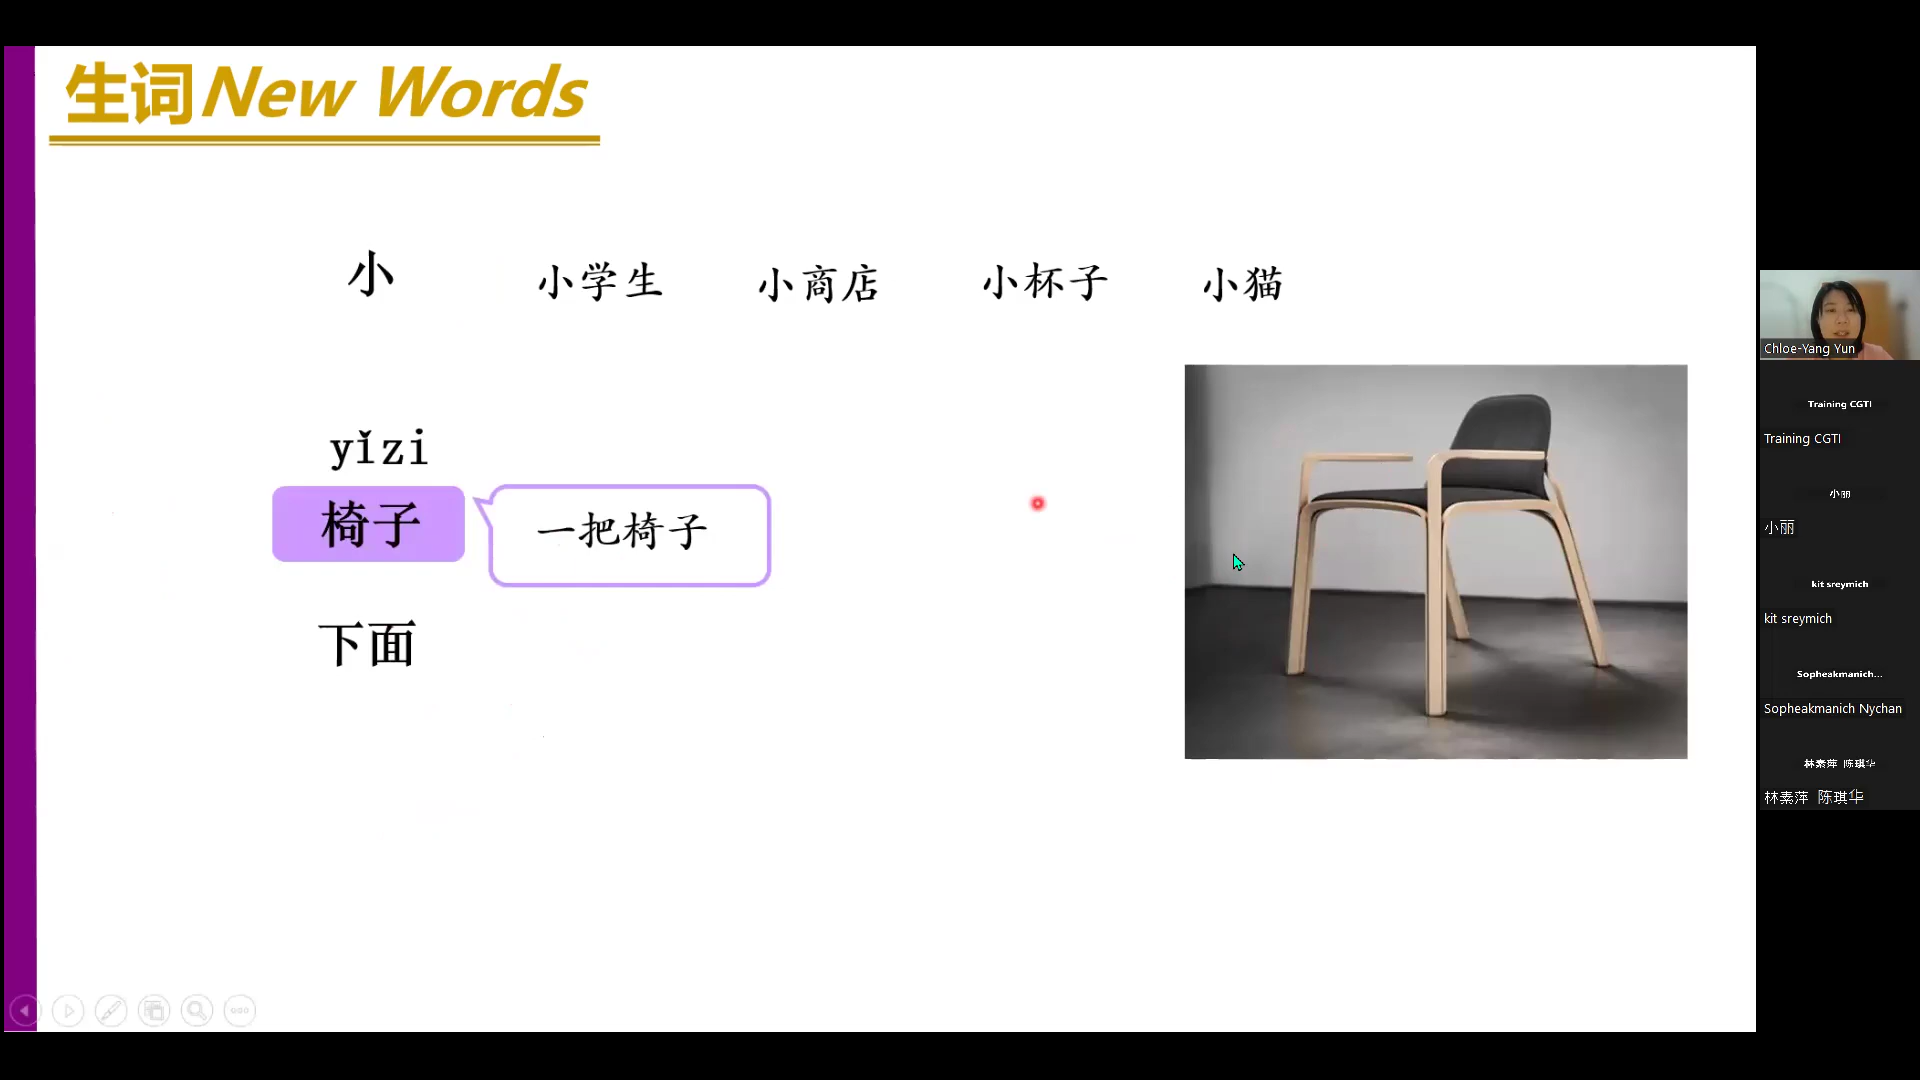 生词New Words
小 小学生 小商店 小杯子 小猫
yǐzi
椅子 一把椅子
下面
Chloe-Yang Yun
Training CGTI
Training CGTI
小丽
小丽
kit sreymich
kit sreymich
Sopheakmanich...
Sopheakmanich Nychan
林素萍 陈琪华
林素萍 陈琪华